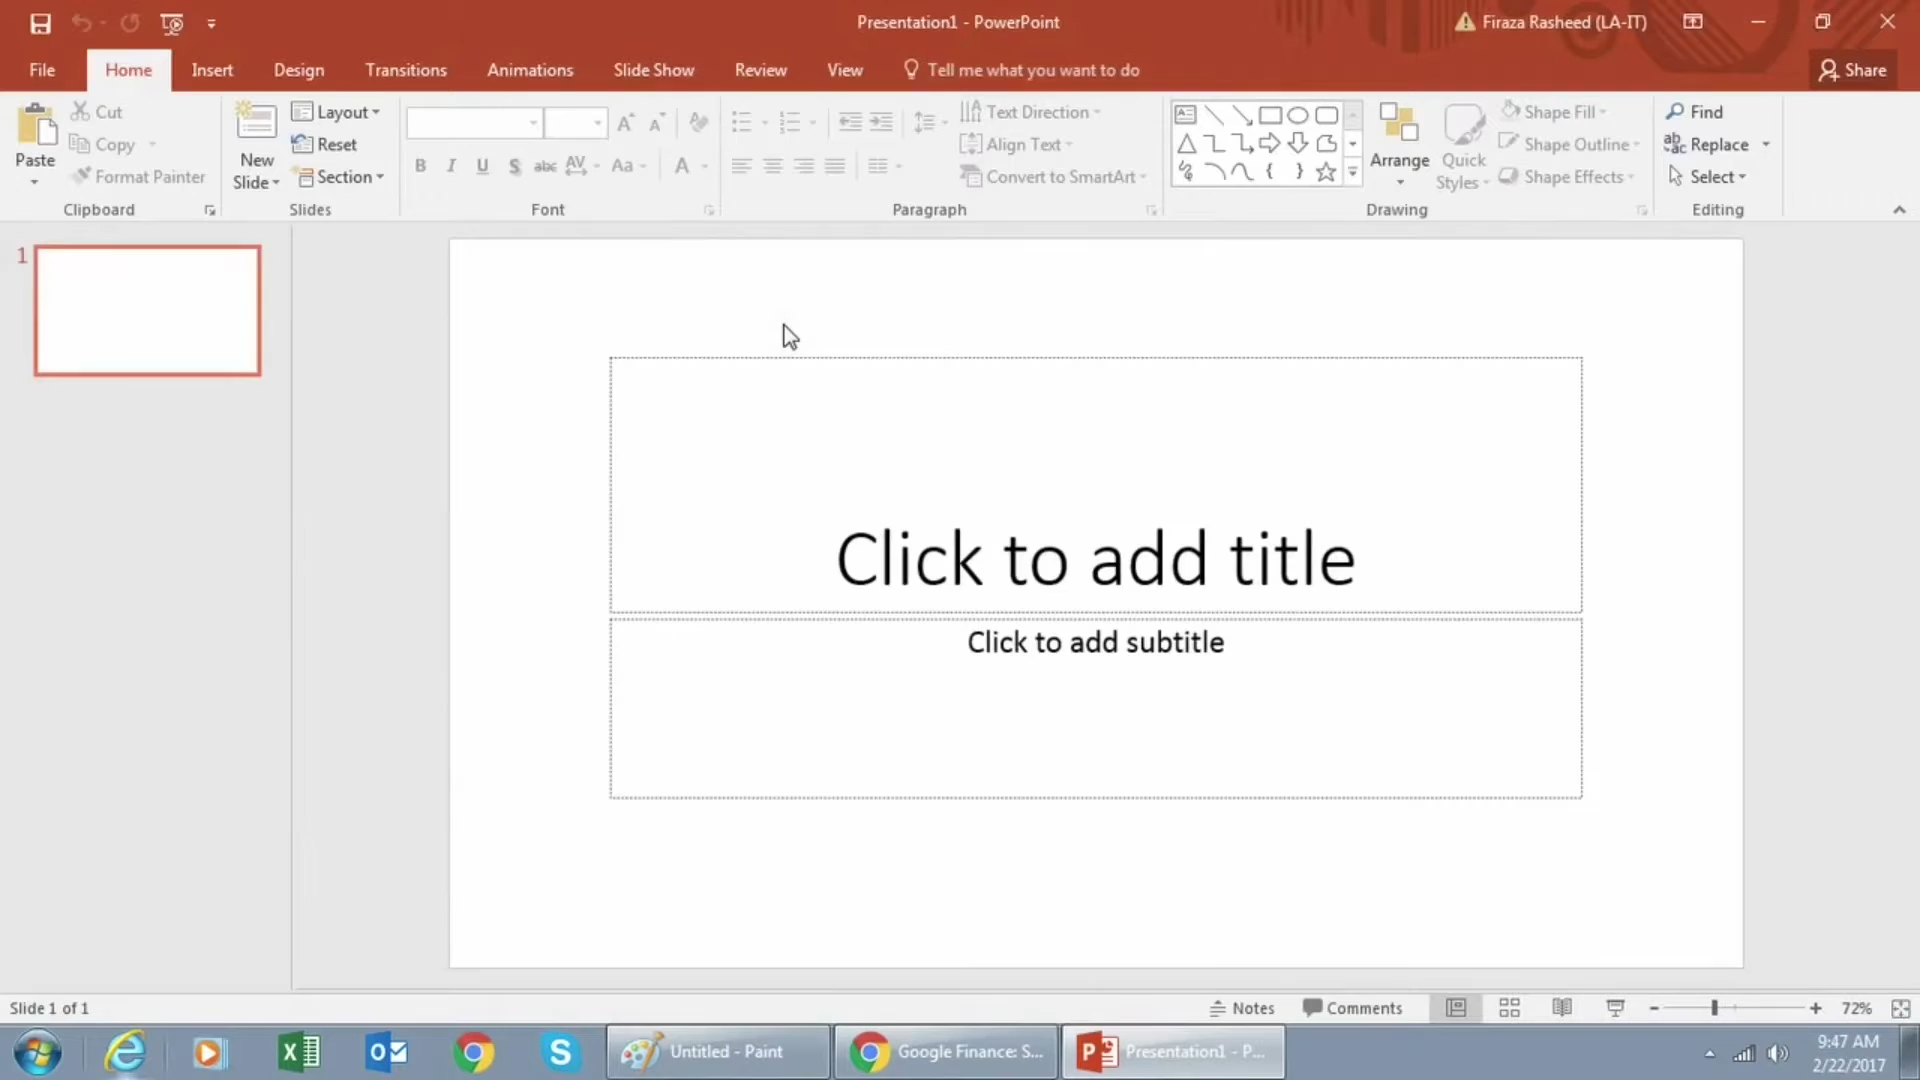 Presentation1 - PowerPoint
Firaza Rasheed (LA-IT)
File Home Insert Design Transitions Animations Slide Show Review View Tell me what you want to do Share
Paste
Cut
Copy
Format Painter
Clipboard
New Slide
Layout
Reset
Section
Slides
B I U S abc AV Aa A
Font
Text Direction
Align Text
Convert to SmartArt
Paragraph
Arrange
Quick Styles
Shape Fill
Shape Outline
Shape Effects
Drawing
Find
Replace
Select
Editing
1
Click to add title
Click to add subtitle
Slide 1 of 1
Notes Comments 72%
Untitled - Paint
Google Finance: S...
Presentation1 - P...
9:47 AM
2/22/2017